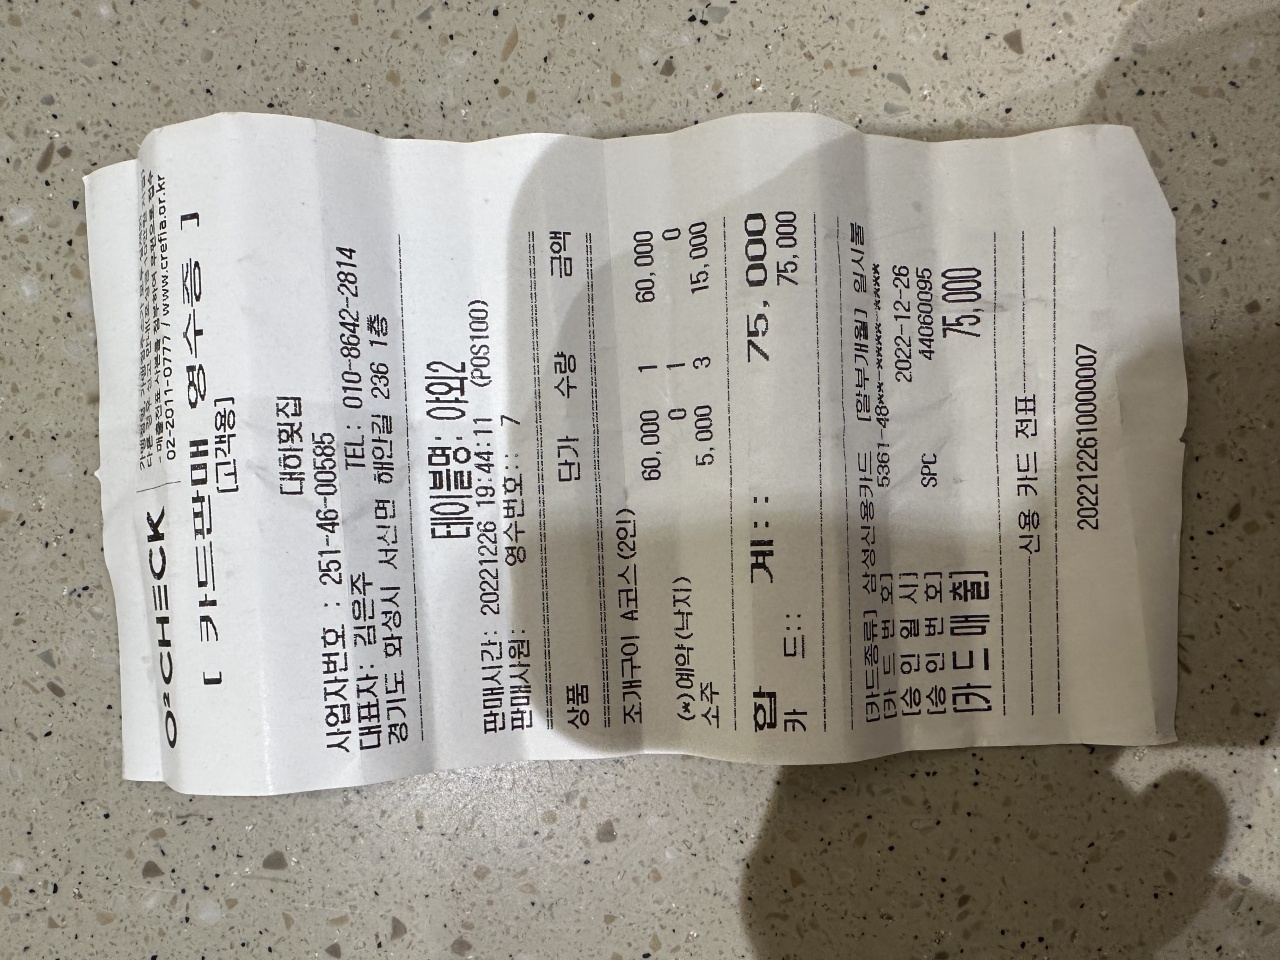 O²CHECK
다른 경우
02-2011-0777 / www.crefia.or.kr
[ 카드판매 영수증 ]
[고객용]
대하횟집
사업자번호 : 251-46-00585
대표자: 김은주 TEL: 010-8642-2814
경기도 화성시 서신면 해안길 236 1층
테이블명: 야외2
판매시간: 20221226 19:44:11 (POS100)
판매사원: 영수번호:: 7
상품 단가 수량 금액
조개구이 A코스(2인)
60,000 1 60,000
(*)예약(낙지) 0 1 0
소주 5,000 3 15,000
합 계:: 75,000
카 드:: 75,000
[카드종류] 삼성신용카드 [할부개월] 일시불
[카 드 번 호] 5361-48**-****-****
[승 인 일 시] 2022-12-26
[승 인 번 호] SPC 44060095
[카 드 매 출] 75,000
신용 카드 전표
2022122610000007